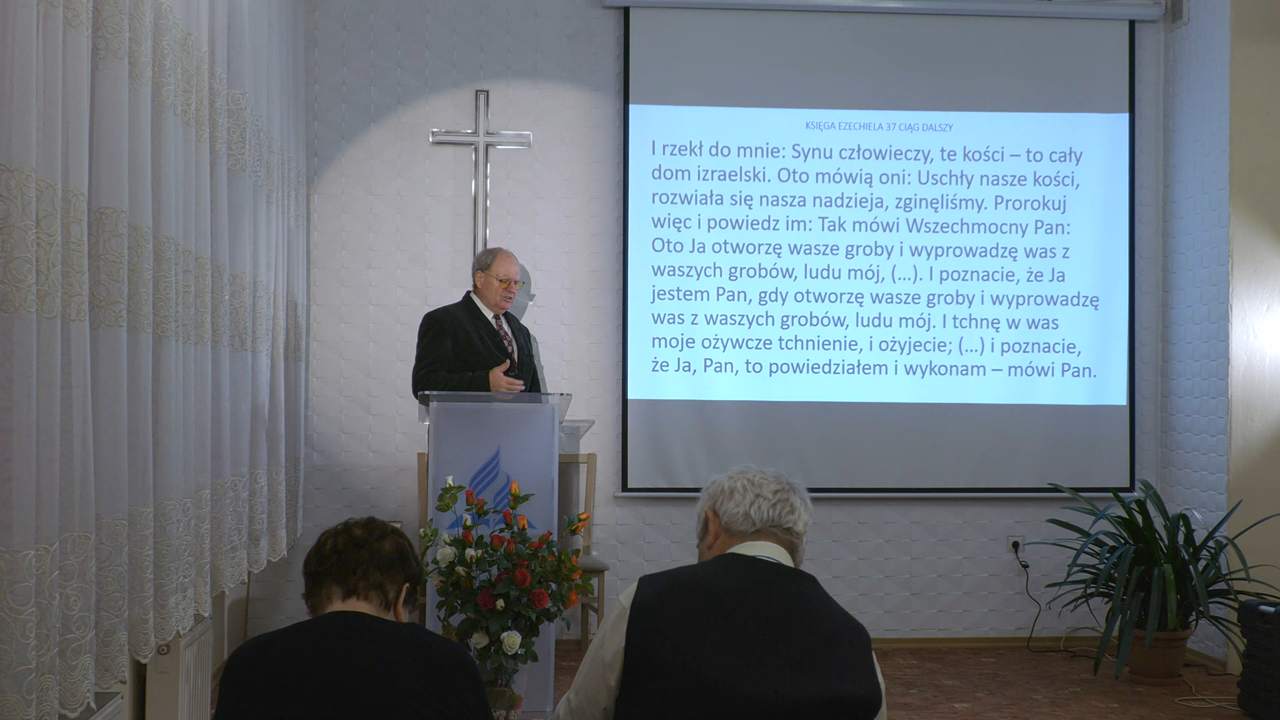 KSIĘGA EZECHIELA 37 CIĄG DALSZY
I rzekł do mnie: Synu człowieczy, te kości – to cały
dom izraelski. Oto mówią oni: Uschły nasze kości,
rozwiała się nasza nadzieja, zginęliśmy. Prorokuj
więc i powiedz im: Tak mówi Wszechmocny Pan:
Oto Ja otworzę wasze groby i wyprowadzę was z
waszych grobów, ludu mój, (...). I poznacie, że Ja
jestem Pan, gdy otworzę wasze groby i wyprowadzę
was z waszych grobów, ludu mój. I tchnę w was
moje ożywcze tchnienie, i ożyjecie; (...) i poznacie,
że Ja, Pan, to powiedziałem i wykonam – mówi Pan.